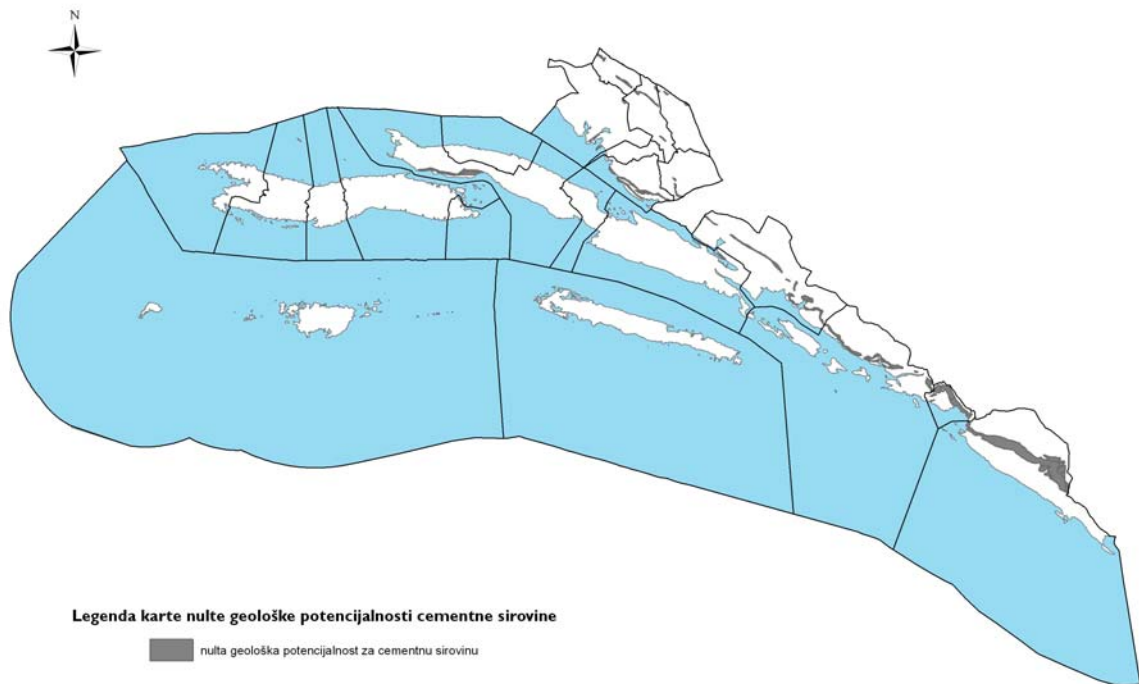 N
Legenda karte nulte geološke potencijalnosti cementne sirovine
nulta geološka potencijalnost za cementnu sirovinu